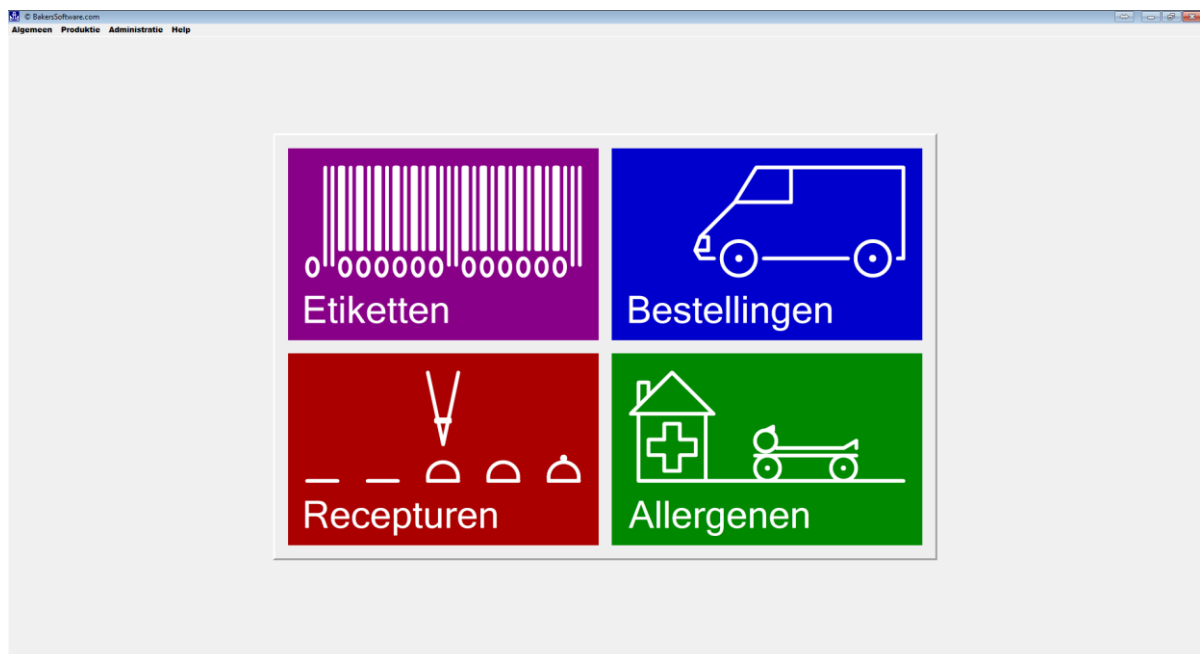 © BakersSoftware.com
Algemeen Produktie Administratie Help
0 000000 000000
Etiketten
Bestellingen
Recepturen
Allergenen